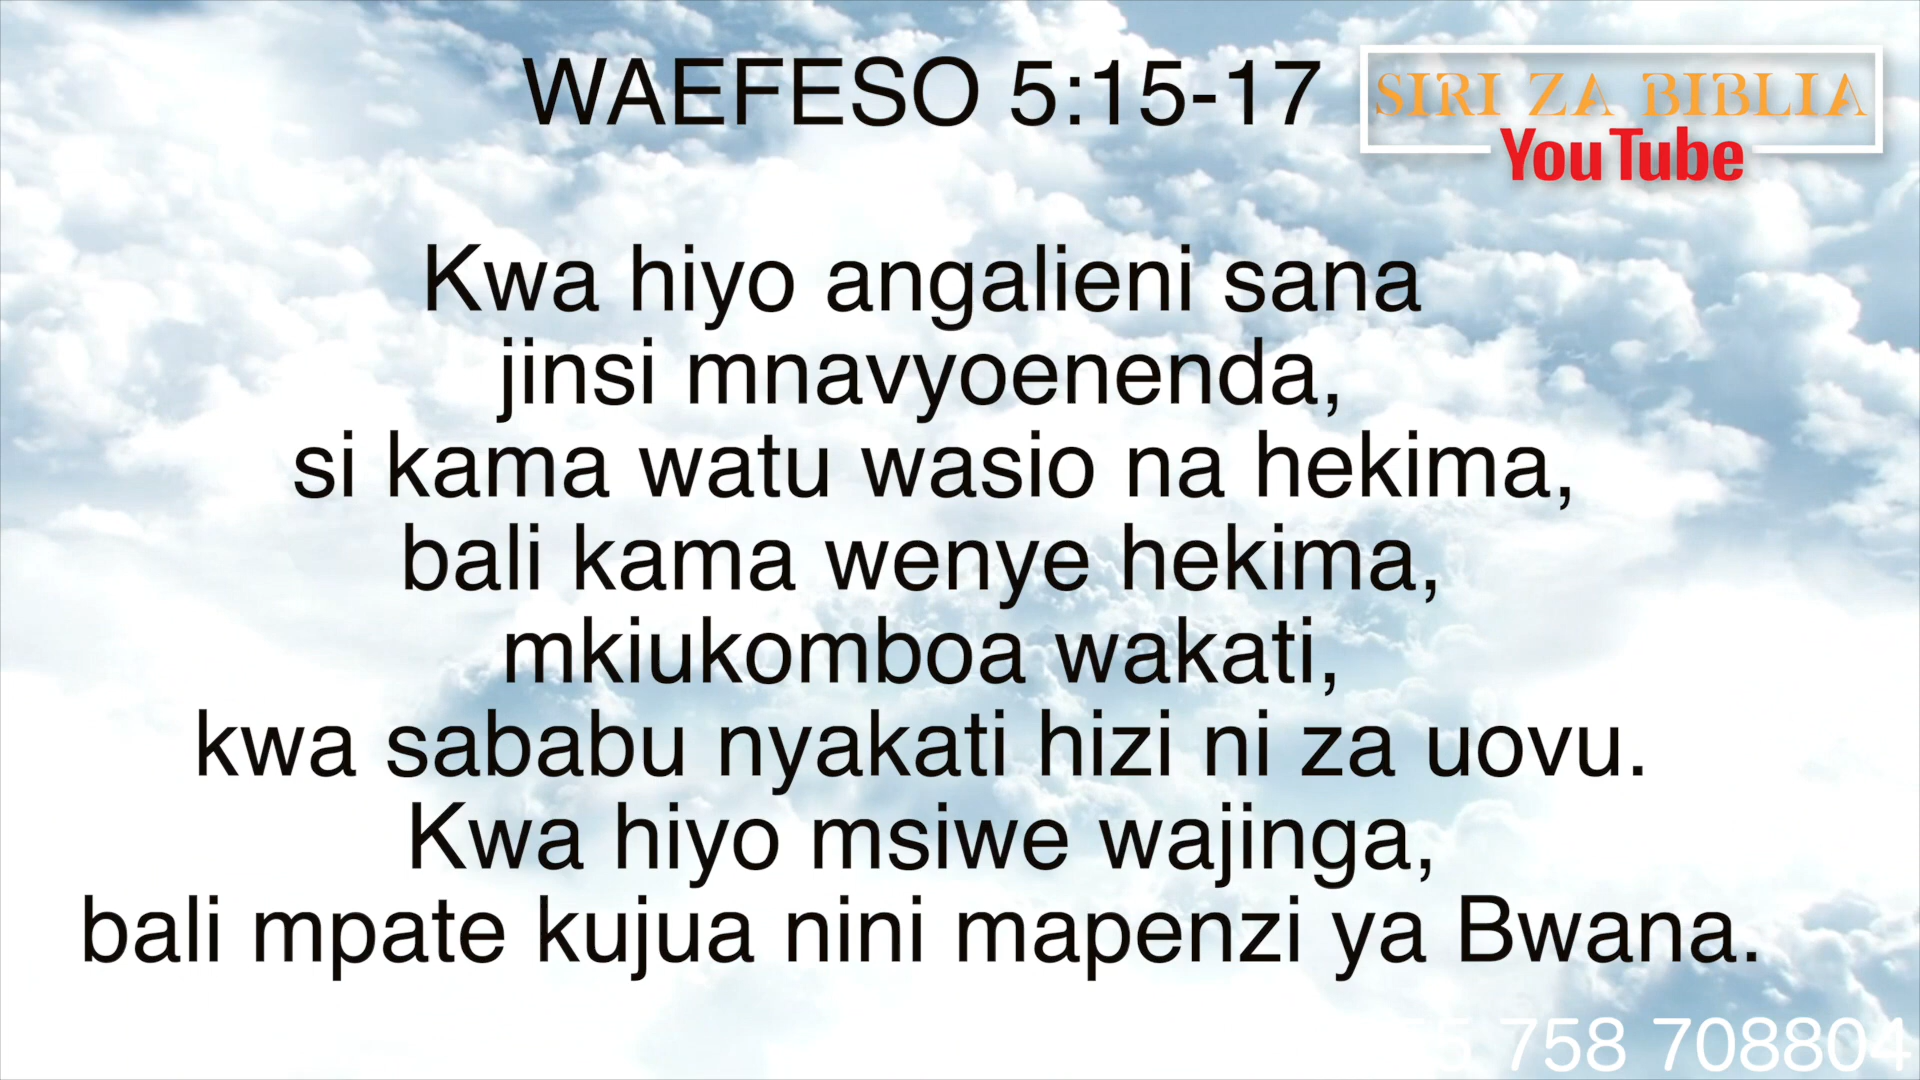 WAEFESO 5:15-17
SIRI ZA BIBLIA
YouTube
Kwa hiyo angalieni sana
jinsi mnavyoenenda,
si kama watu wasio na hekima,
bali kama wenye hekima,
mkiukomboa wakati,
kwa sababu nyakati hizi ni za uovu.
Kwa hiyo msiwe wajinga,
bali mpate kujua nini mapenzi ya Bwana.
758 708804